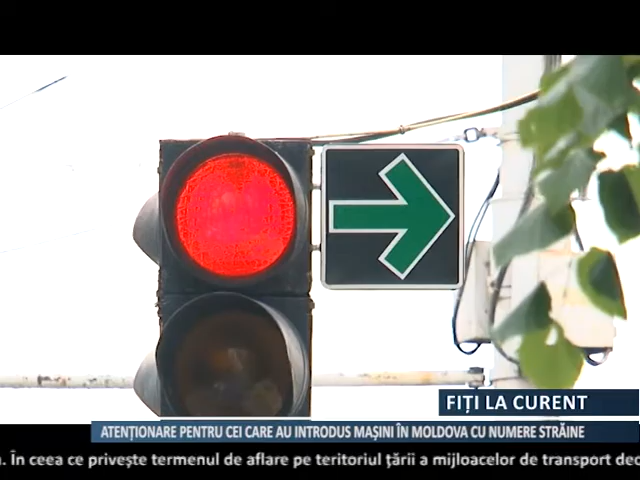 FIȚI LA CURENT
ATENȚIONARE PENTRU CEI CARE AU INTRODUS MAȘINI ÎN MOLDOVA CU NUMERE STRĂINE
. În ceea ce privește termenul de aflare pe teritoriul țării a mijloacelor de transport